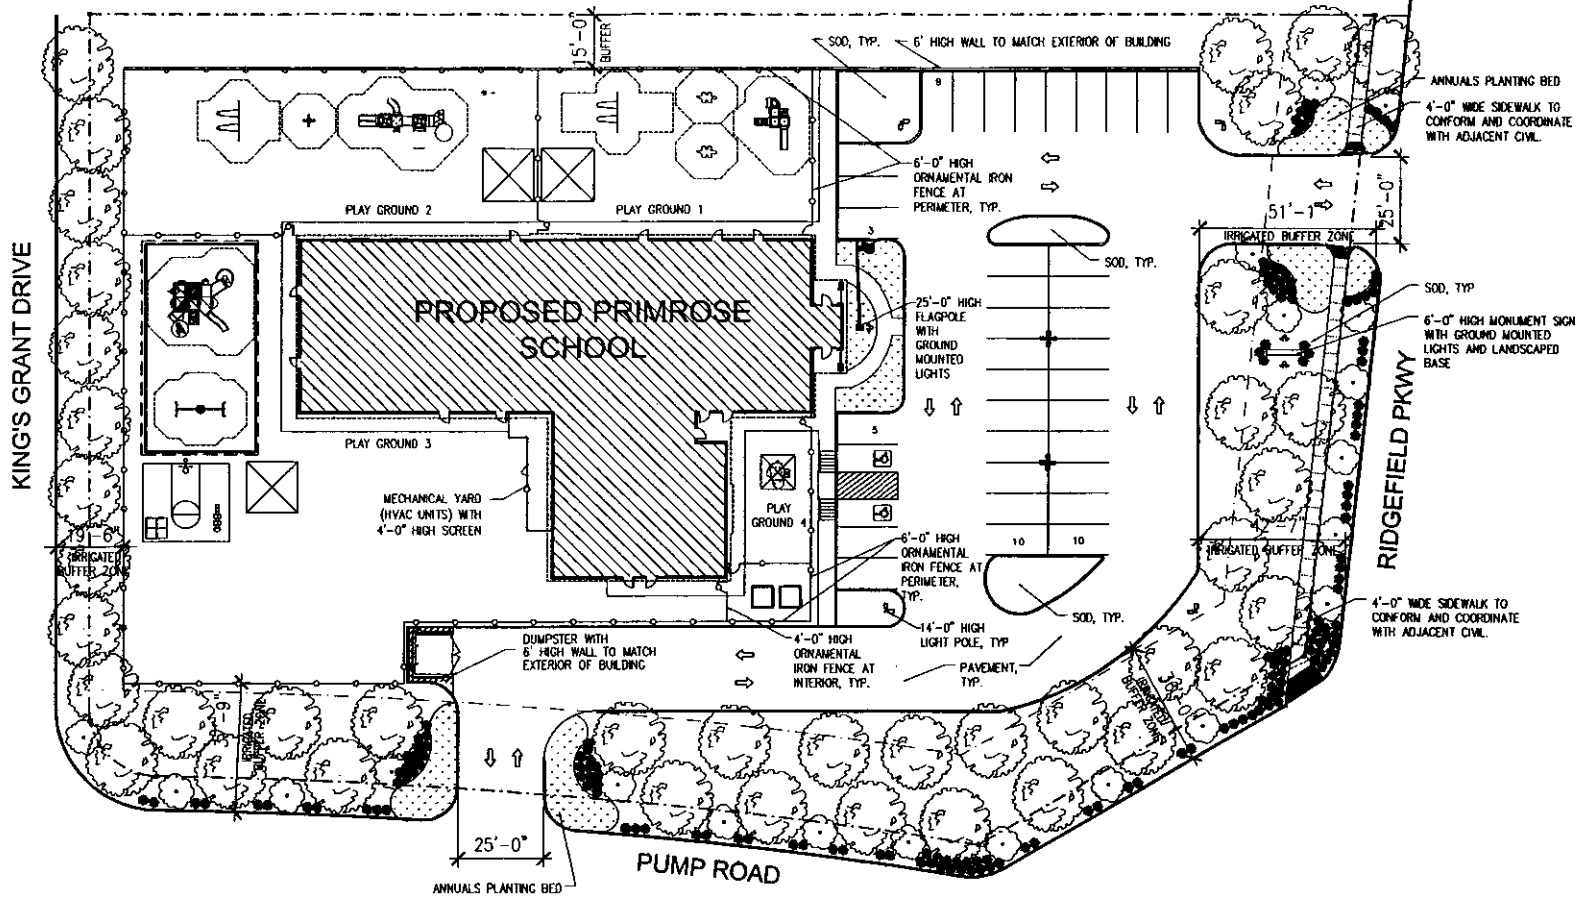 15'-0"
BUFFER
SOD, TYP.
6' HIGH WALL TO MATCH EXTERIOR OF BUILDING
ANNUALS PLANTING BED
4'-0" WIDE SIDEWALK TO
CONFORM AND COORDINATE
WITH ADJACENT CIVIL.
9
6'-0" HIGH
ORNAMENTAL IRON
FENCE AT
PERIMETER, TYP.
PLAY GROUND 2
PLAY GROUND 1
51'-1"
25'-0"
IRRIGATED BUFFER ZONE
3
SOD, TYP.
SOD, TYP
KING'S GRANT DRIVE
PROPOSED PRIMROSE
SCHOOL
25'-0" HIGH
FLAGPOLE
WITH
GROUND
MOUNTED
LIGHTS
6'-0" HIGH MONUMENT SIGN
WITH GROUND MOUNTED
LIGHTS AND LANDSCAPED
BASE
RIDGEFIELD PKWY
PLAY GROUND 3
5
MECHANICAL YARD
(HVAC UNITS) WITH
4'-0" HIGH SCREEN
PLAY
GROUND 4
19'-6"
IRRIGATED
BUFFER ZONE
6'-0" HIGH
ORNAMENTAL
IRON FENCE AT
PERIMETER,
TYP.
10
10
IRRIGATED BUFFER ZONE
4'-0" WIDE SIDEWALK TO
CONFORM AND COORDINATE
WITH ADJACENT CIVIL.
SOD, TYP.
14'-0" HIGH
LIGHT POLE, TYP
DUMPSTER WITH
6' HIGH WALL TO MATCH
EXTERIOR OF BUILDING
4'-0" HIGH
ORNAMENTAL
IRON FENCE AT
INTERIOR, TYP.
PAVEMENT,
TYP.
IRRIGATED
BUFFER ZONE
IRRIGATED
BUFFER ZONE
25'-0"
PUMP ROAD
ANNUALS PLANTING BED